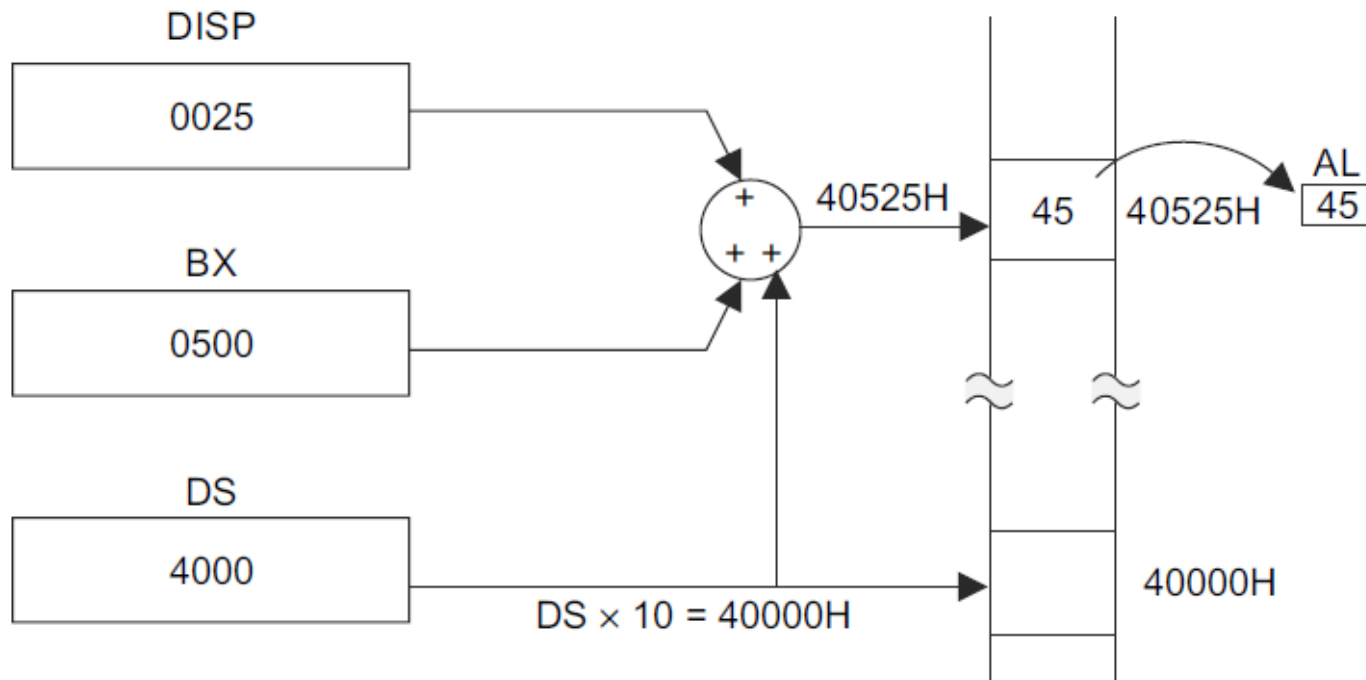 DISP
0025
BX
0500
DS
4000
+
+ +
40525H
DS × 10 = 40000H
45
40525H
AL
45
40000H